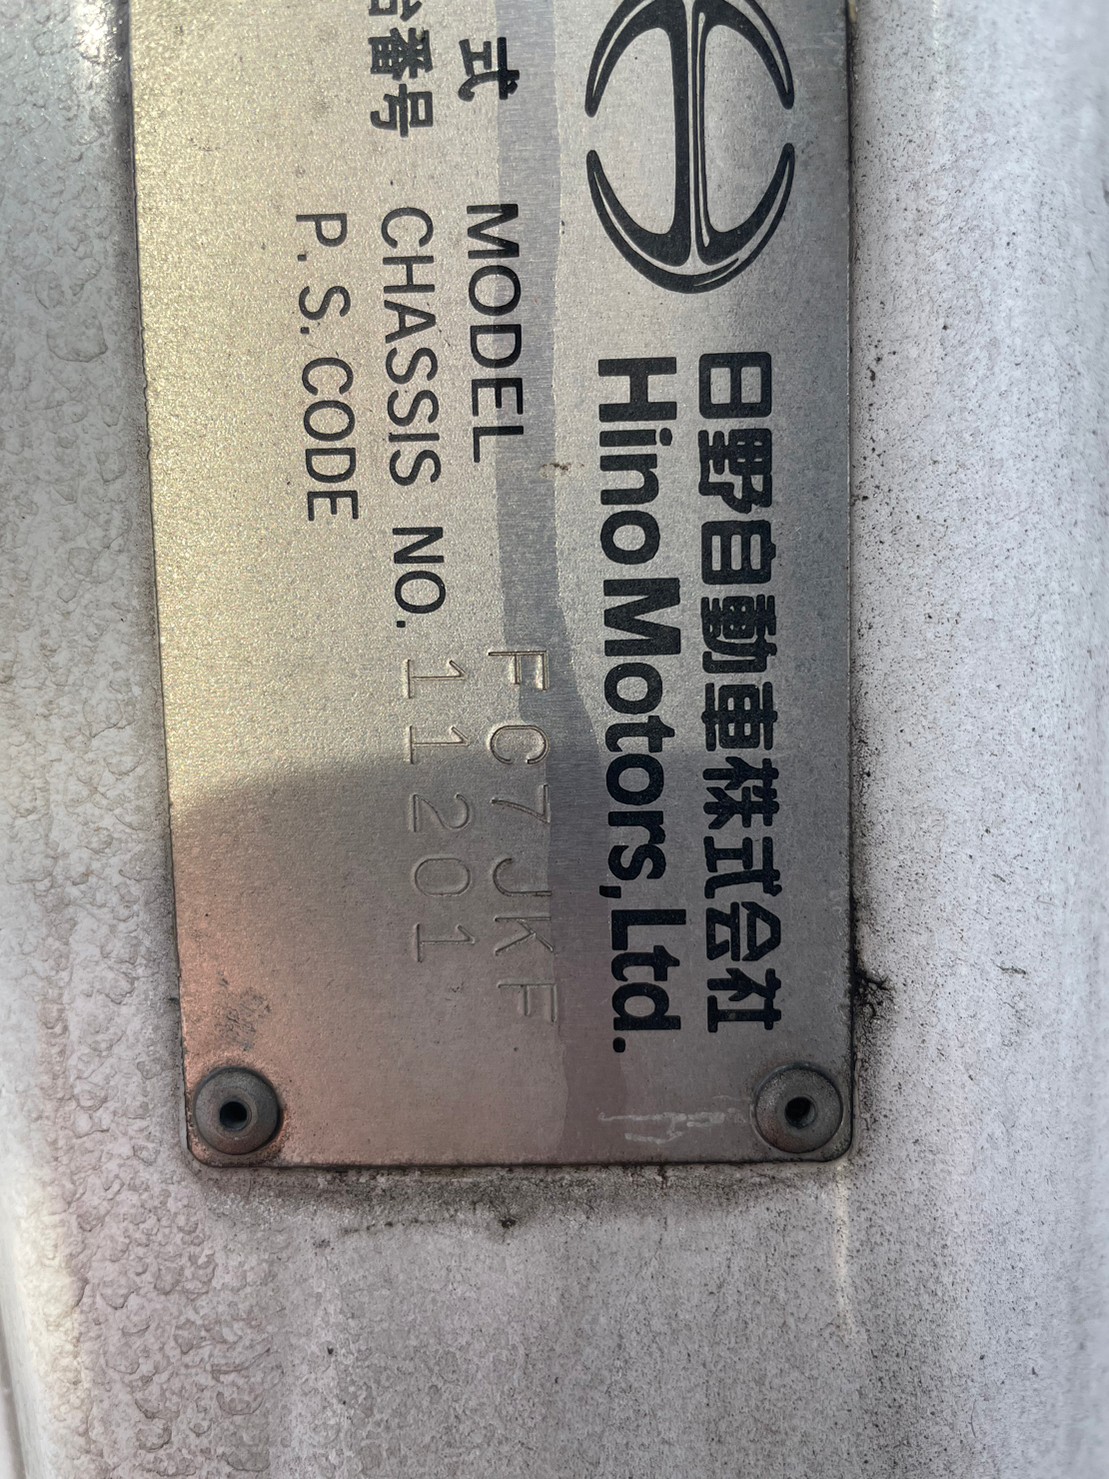 日野自動車株式会社
Hino Motors, Ltd.
式 MODEL FC7JKF
番号 CHASSIS NO. 11201
P.S.CODE